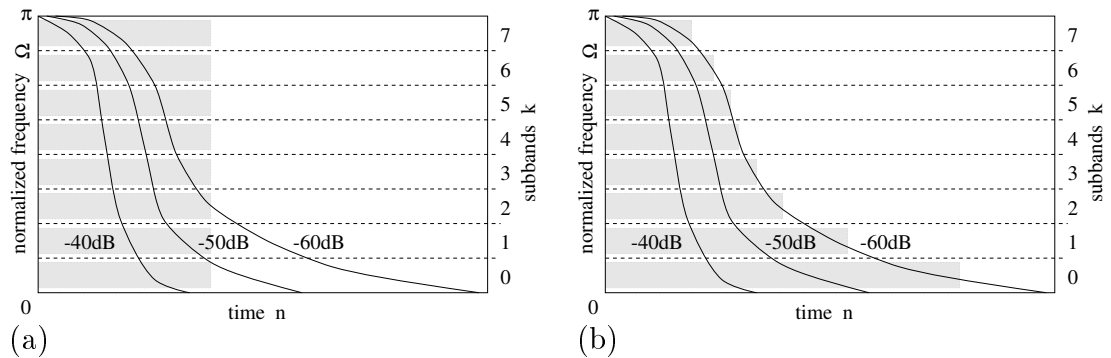 π
normalized frequency Ω
7
6
5
4
3
2
1
0
subbands k
-40dB
-50dB
-60dB
0
time n
(a)
π
normalized frequency Ω
7
6
5
4
3
2
1
0
subbands k
-40dB
-50dB
-60dB
0
time n
(b)